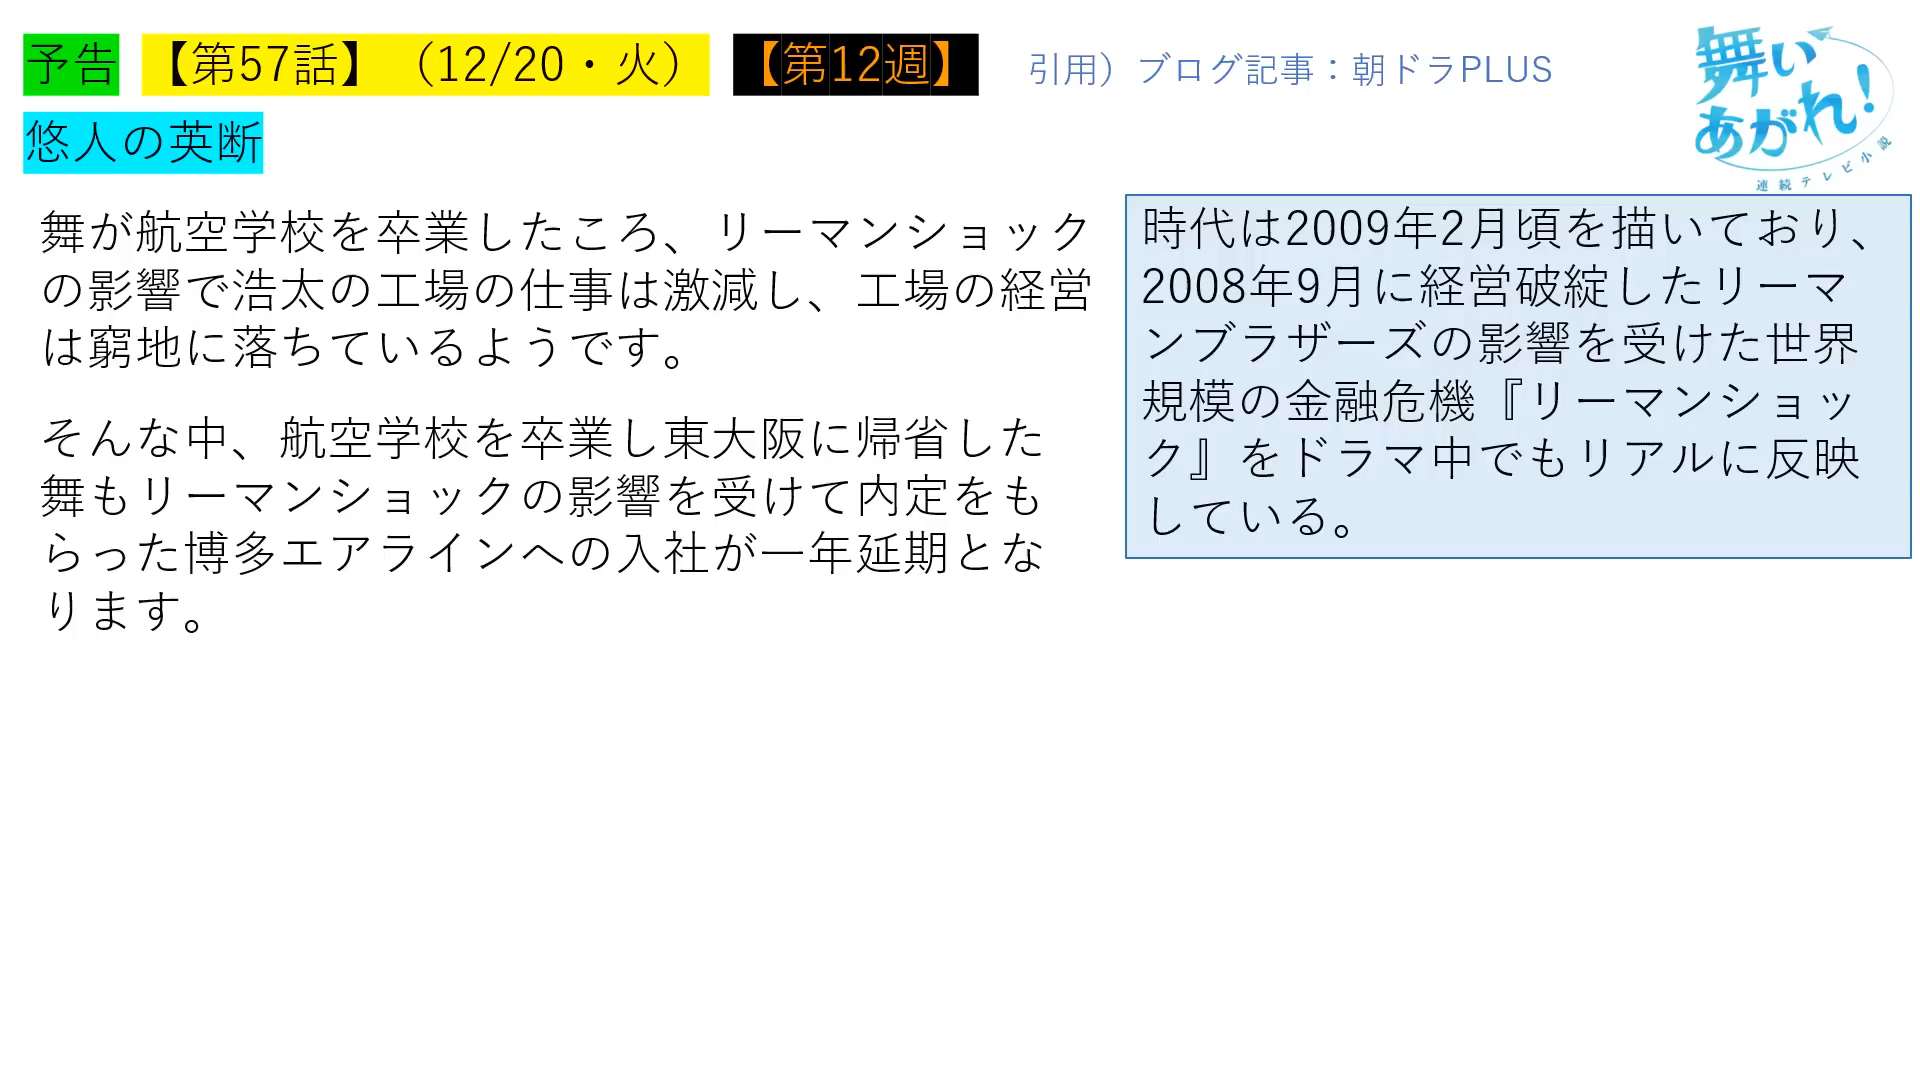 予告 【第57話】（12/20・火） 【第12週】 引用）ブログ記事：朝ドラPLUS
悠人の英断
舞いあがれ！
連続テレビ小説
舞が航空学校を卒業したころ、リーマンショック
の影響で浩太の工場の仕事は激減し、工場の経営
は窮地に落ちているようです。
そんな中、航空学校を卒業し東大阪に帰省した
舞もリーマンショックの影響を受けて内定をも
らった博多エアラインへの入社が一年延期とな
ります。
時代は2009年2月頃を描いており、
2008年9月に経営破綻したリーマ
ンブラザーズの影響を受けた世界
規模の金融危機『リーマンショッ
ク』をドラマ中でもリアルに反映
している。